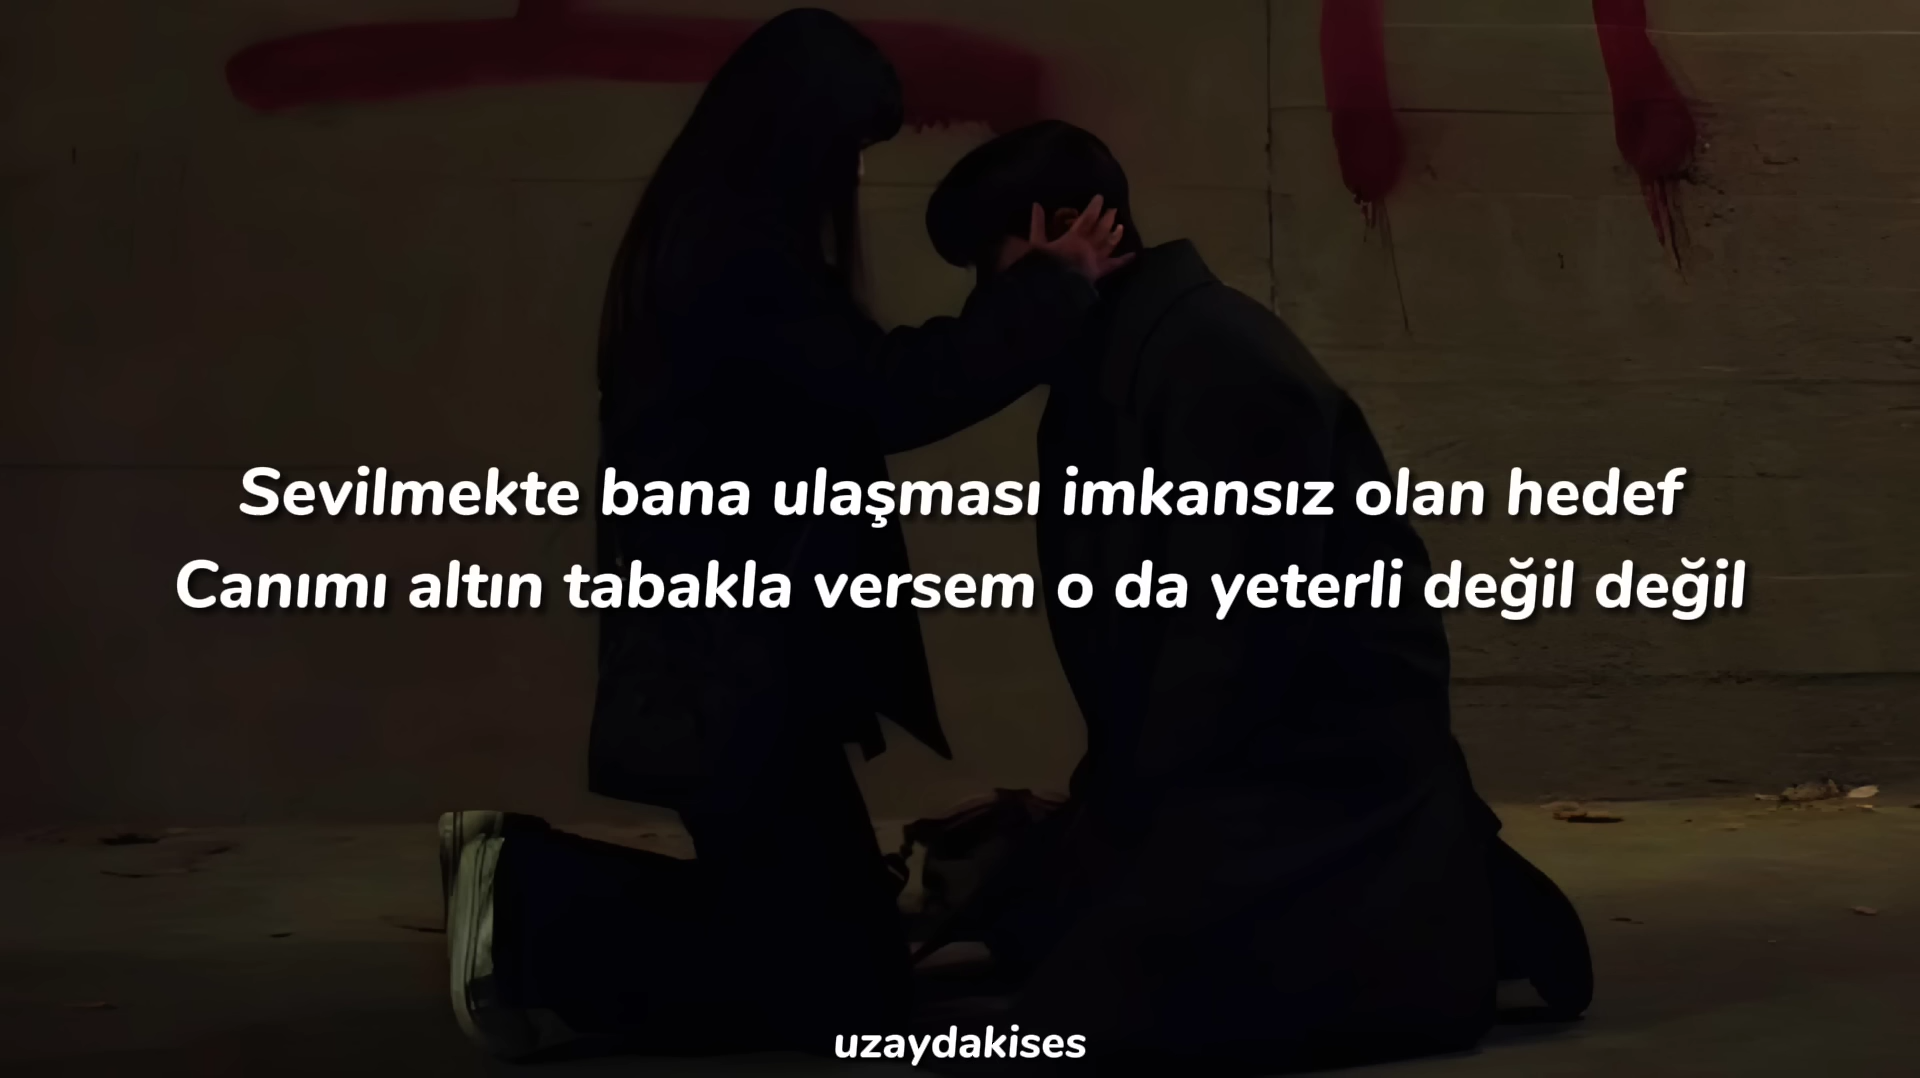 Sevilmekte bana ulaşması imkansız olan hedef
Canımı altın tabakla versem o da yeterli değil değil
uzaydakises